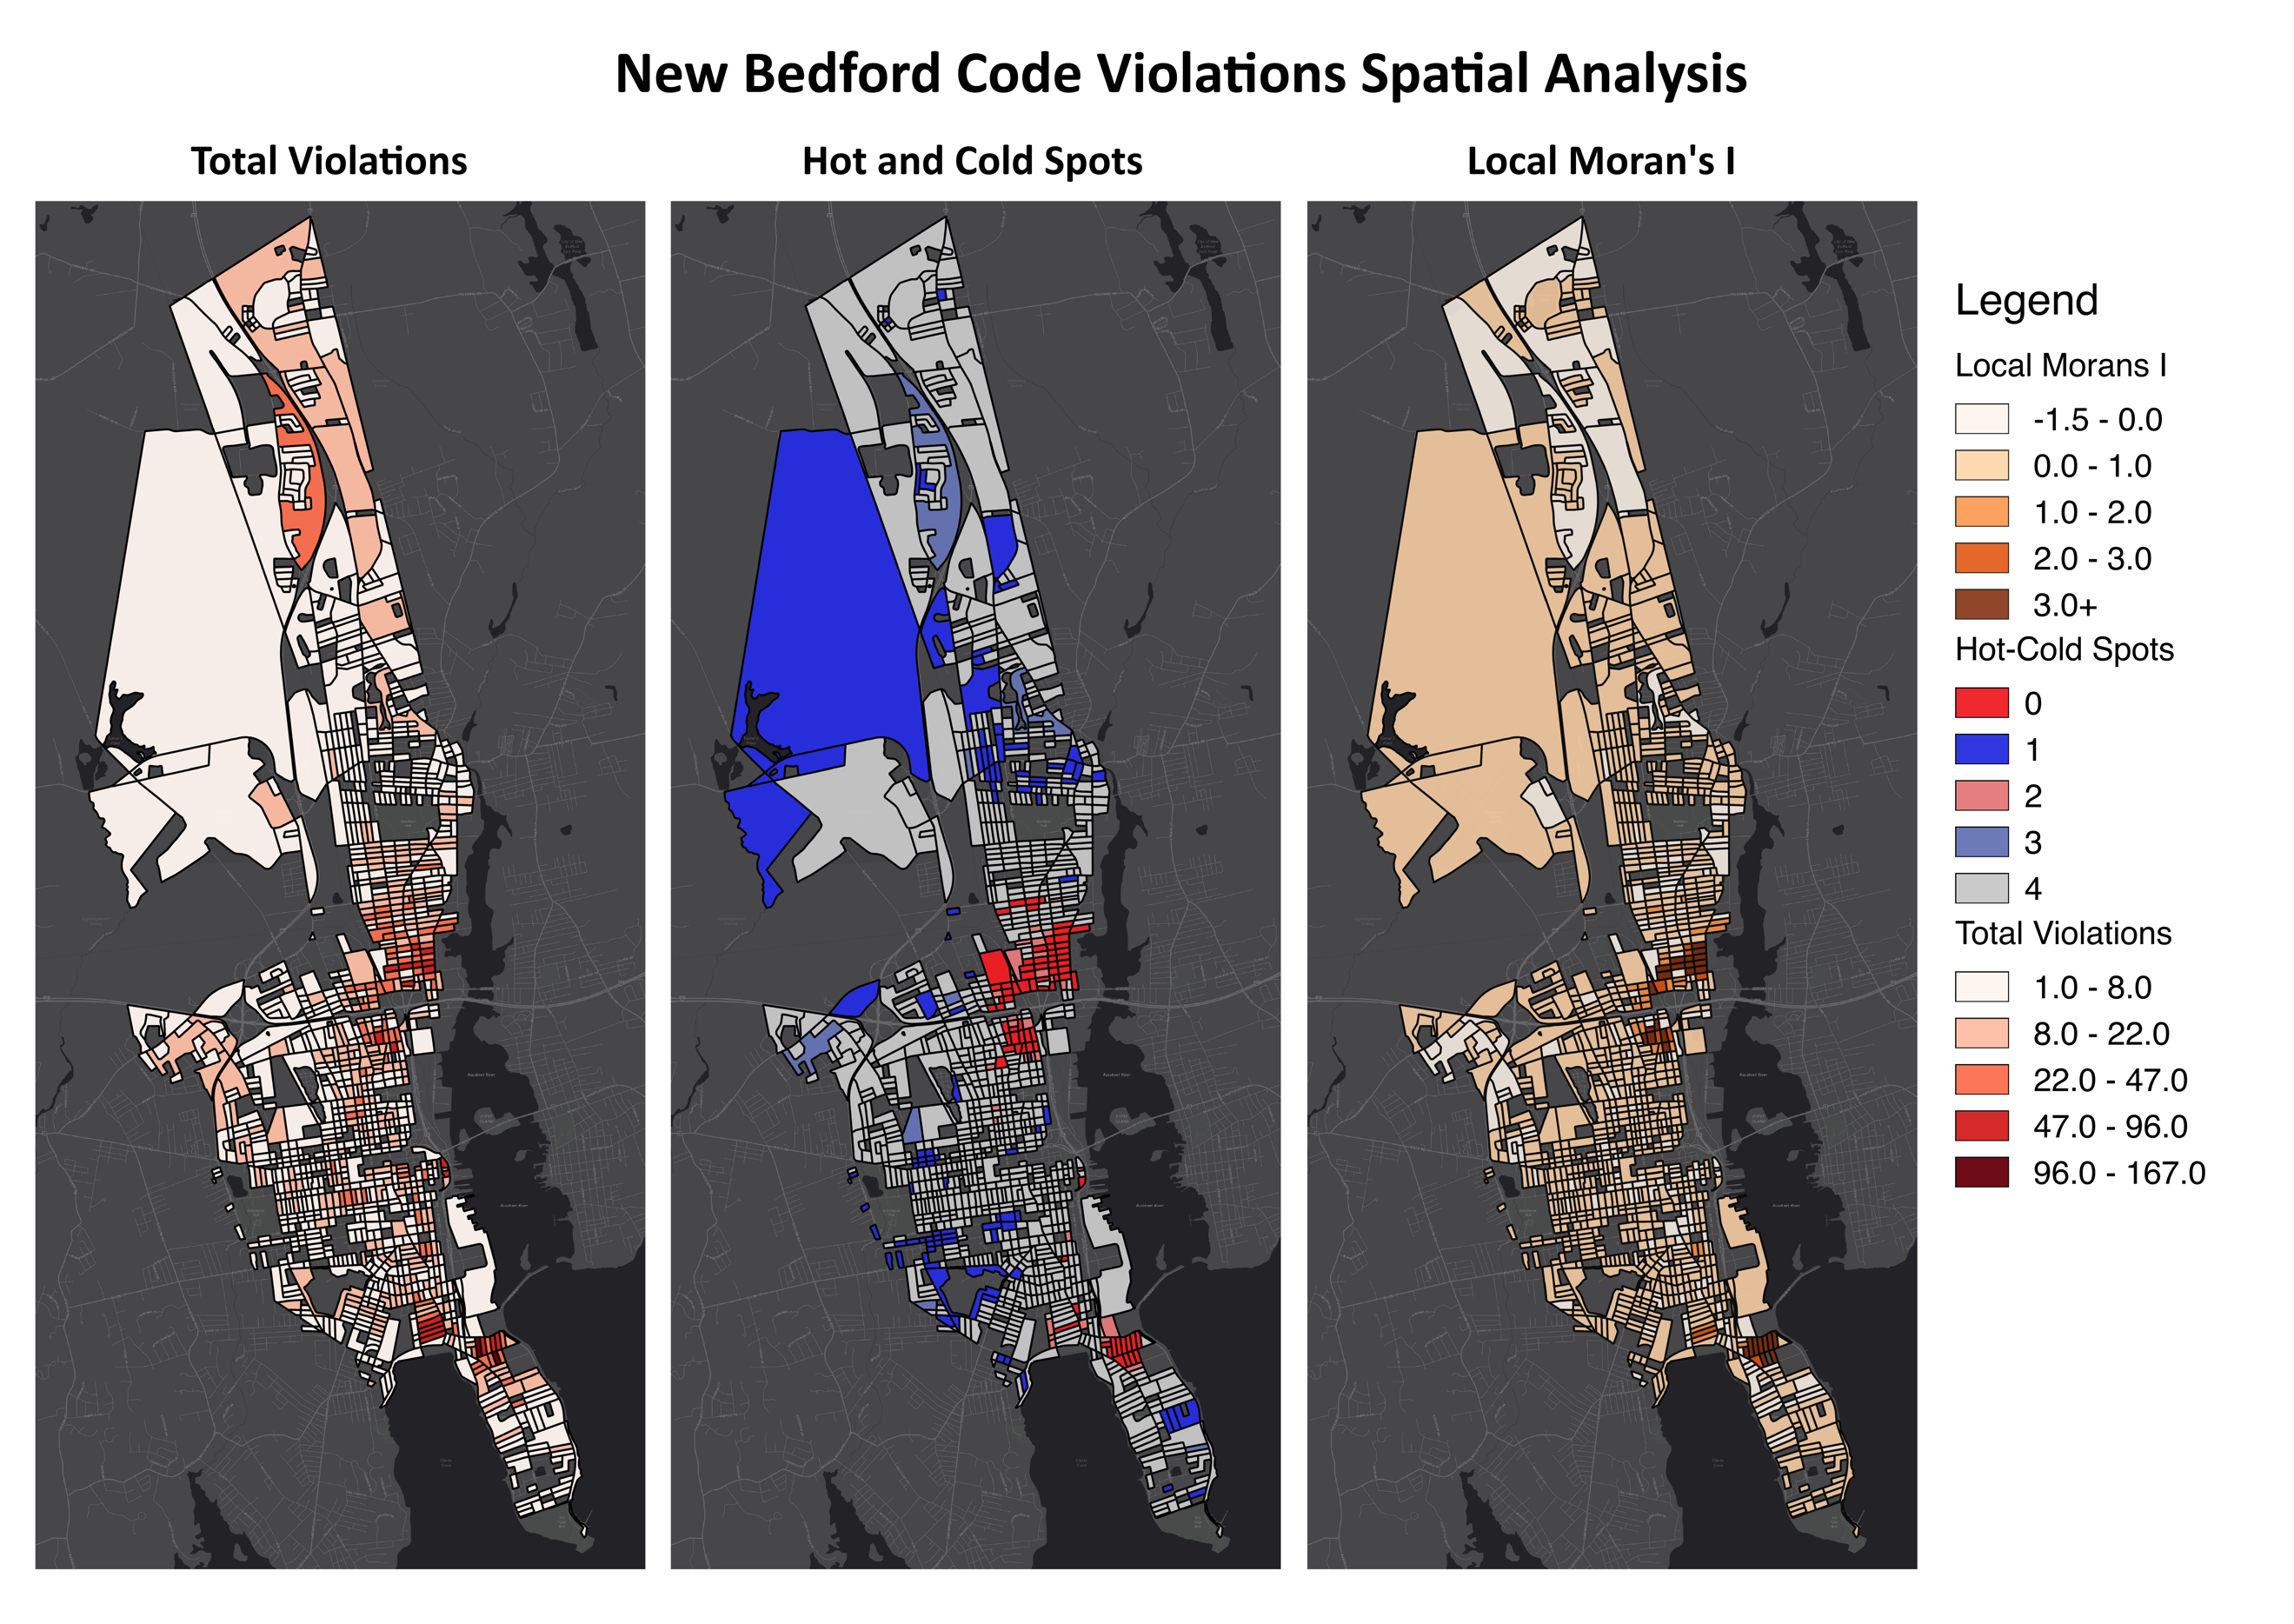 New Bedford Code Violations Spatial Analysis
Total Violations
Hot and Cold Spots
Local Moran's I
Legend
Local Morans I
-1.5 - 0.0
0.0 - 1.0
1.0 - 2.0
2.0 - 3.0
3.0+
Hot-Cold Spots
0
1
2
3
4
Total Violations
1.0 - 8.0
8.0 - 22.0
22.0 - 47.0
47.0 - 96.0
96.0 - 167.0